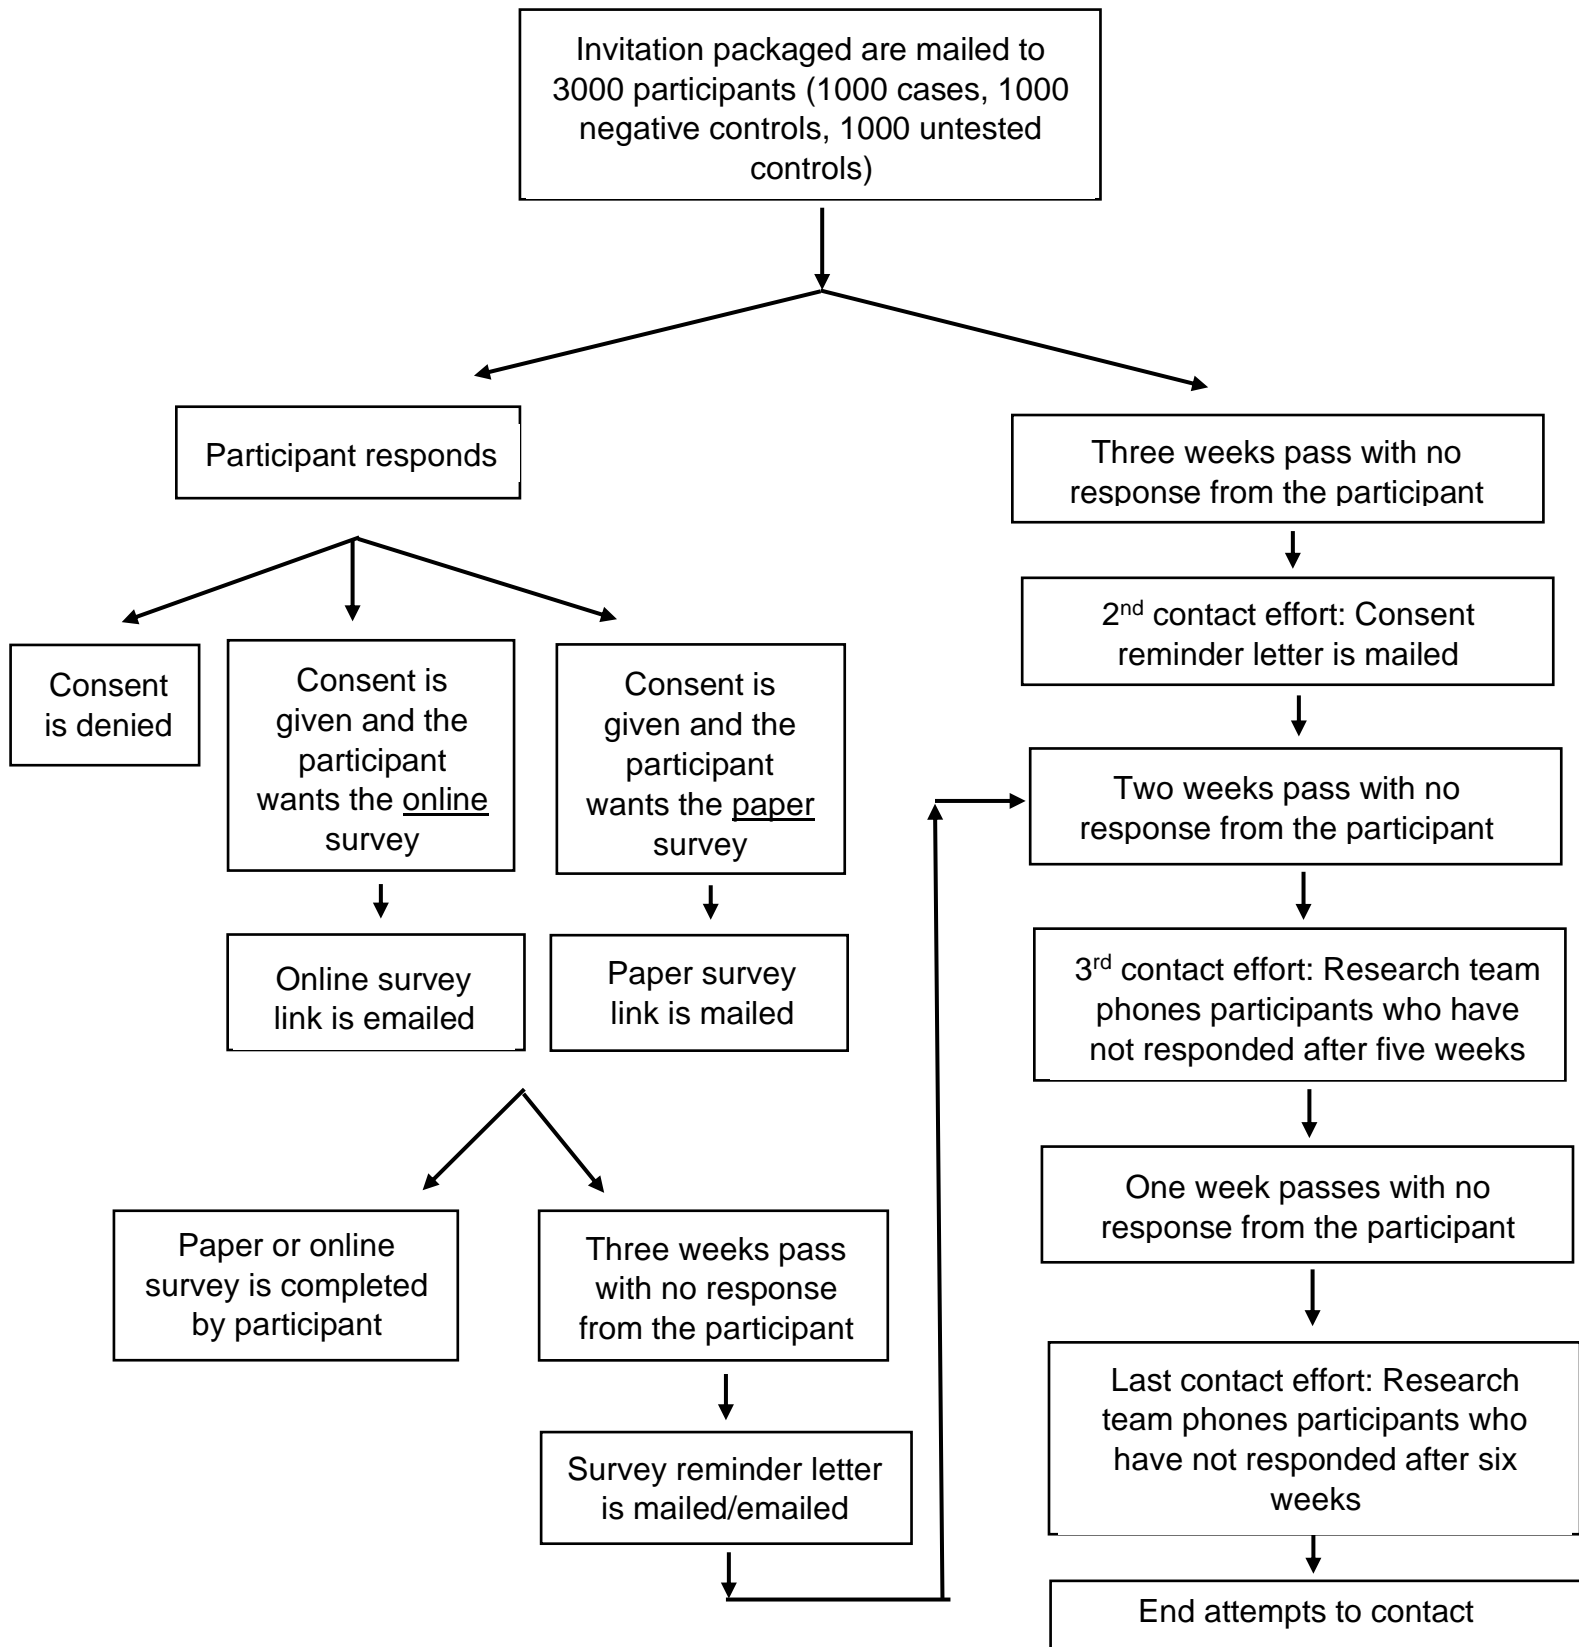 Invitation packaged are mailed to
3000 participants (1000 cases, 1000
negative controls, 1000 untested
controls)
Participant responds
Consent
is denied
Consent is
given and the
participant
wants the online
survey
Consent is
given and the
participant
wants the paper
survey
Online survey
link is emailed
Paper survey
link is mailed
Paper or online
survey is completed
by participant
Three weeks pass
with no response
from the participant
Survey reminder letter
is mailed/emailed
Three weeks pass with no
response from the participant
2nd contact effort: Consent
reminder letter is mailed
Two weeks pass with no
response from the participant
3rd contact effort: Research team
phones participants who have
not responded after five weeks
One week passes with no
response from the participant
Last contact effort: Research
team phones participants who
have not responded after six
weeks
End attempts to contact